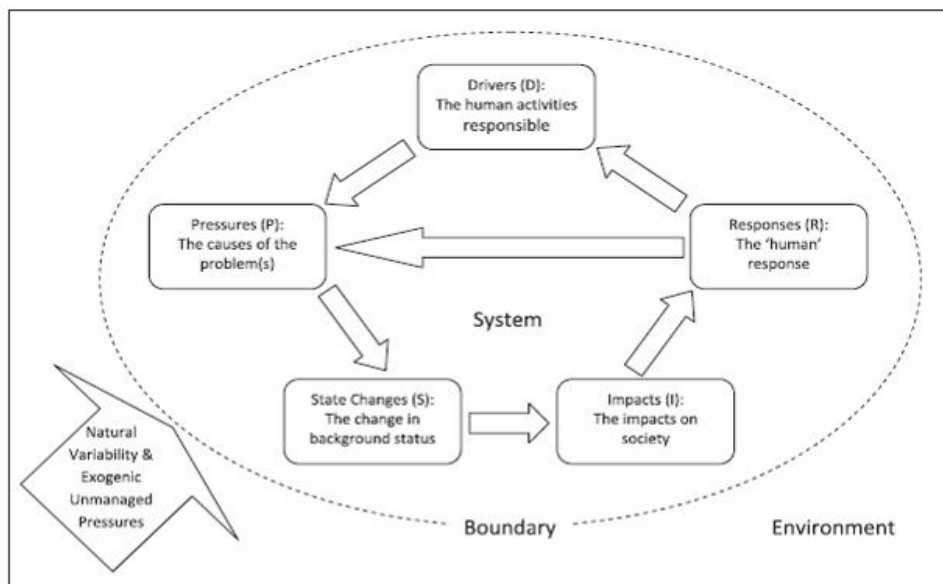 Drivers (D):
The human activities
responsible
Pressures (P):
The causes of the
problem(s)
Responses (R):
The ‘human’
response
System
State Changes (S):
The change in
background status
Impacts (I):
The impacts on
society
Natural
Variability &
Exogenic
Unmanaged
Pressures
Boundary
Environment